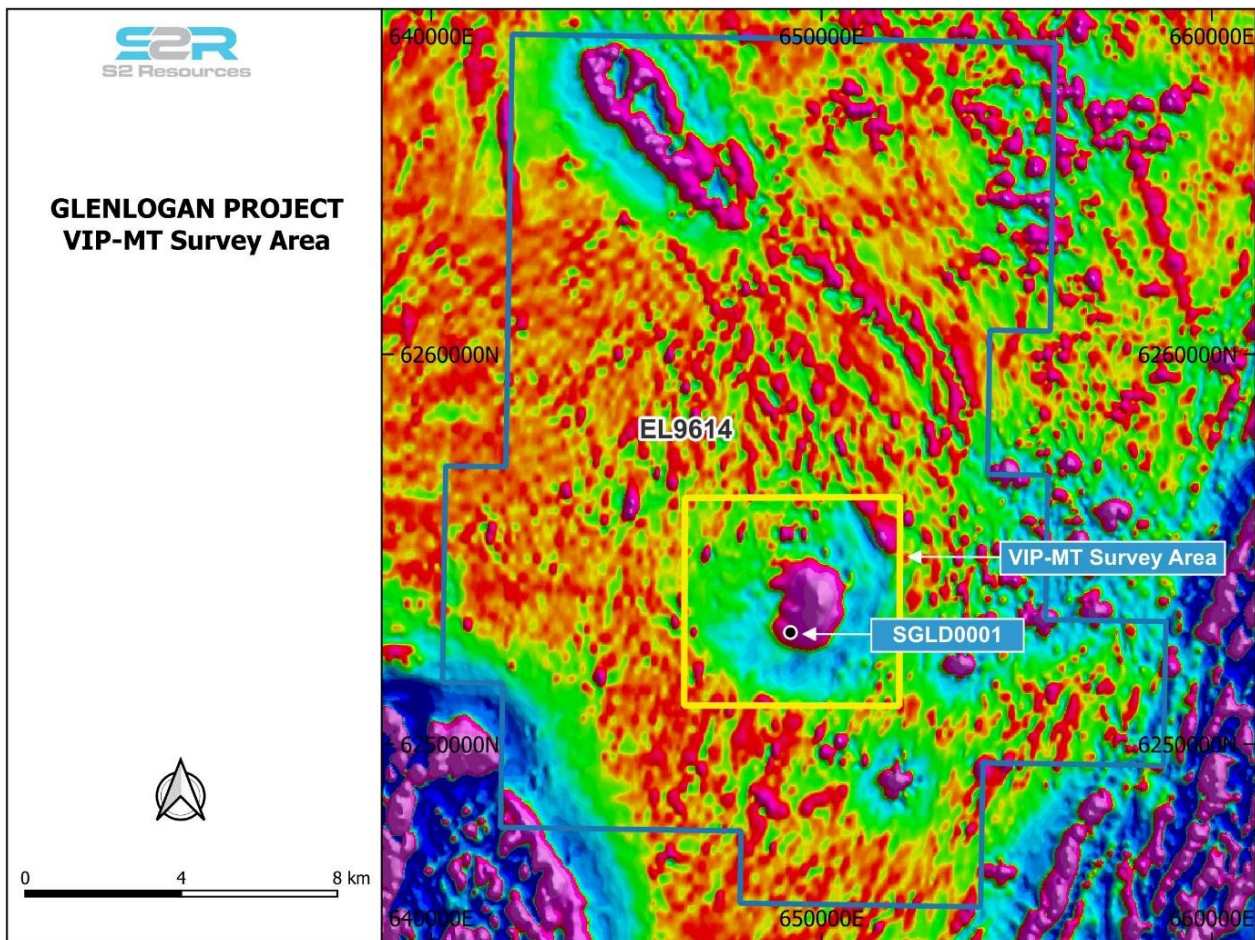 S2R
S2 Resources
GLENLOGAN PROJECT
VIP-MT Survey Area
0 4 8 km
640000E 650000E 660000E
6260000N 6260000N
EL9614
VIP-MT Survey Area
SGLD0001
6250000N 6250000N
640000E 650000E 660000E